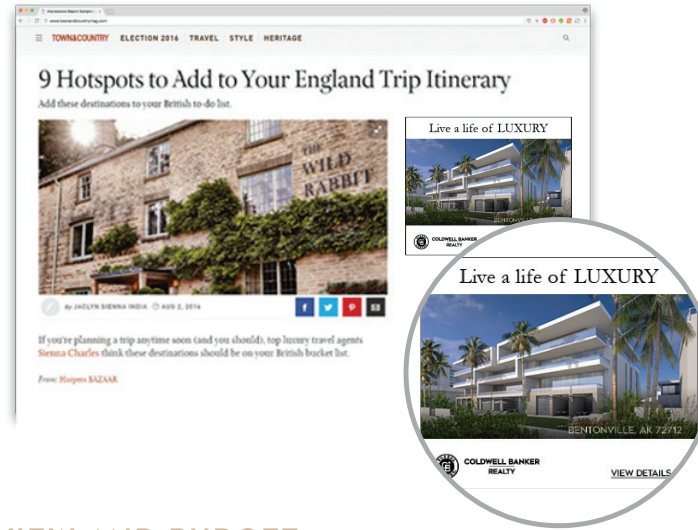 www.townandcountrymag.com
TOWN&COUNTRY ELECTION 2016 TRAVEL STYLE HERITAGE
9 Hotspots to Add to Your England Trip Itinerary
Add these destinations to your British to-do list.
THE
WILD
RABBIT
By JACLYN SIENNA INDIA AUG 2, 2016
If you're planning a trip anytime soon (and you should), top luxury travel agents
Sienna Charles think these destinations should be on your British bucket list.
From: Harpers BAZAAR
Live a life of LUXURY
COLDWELL BANKER
REALTY
Live a life of LUXURY
BENTONVILLE, AK 72712
COLDWELL BANKER
REALTY
VIEW DETAILS